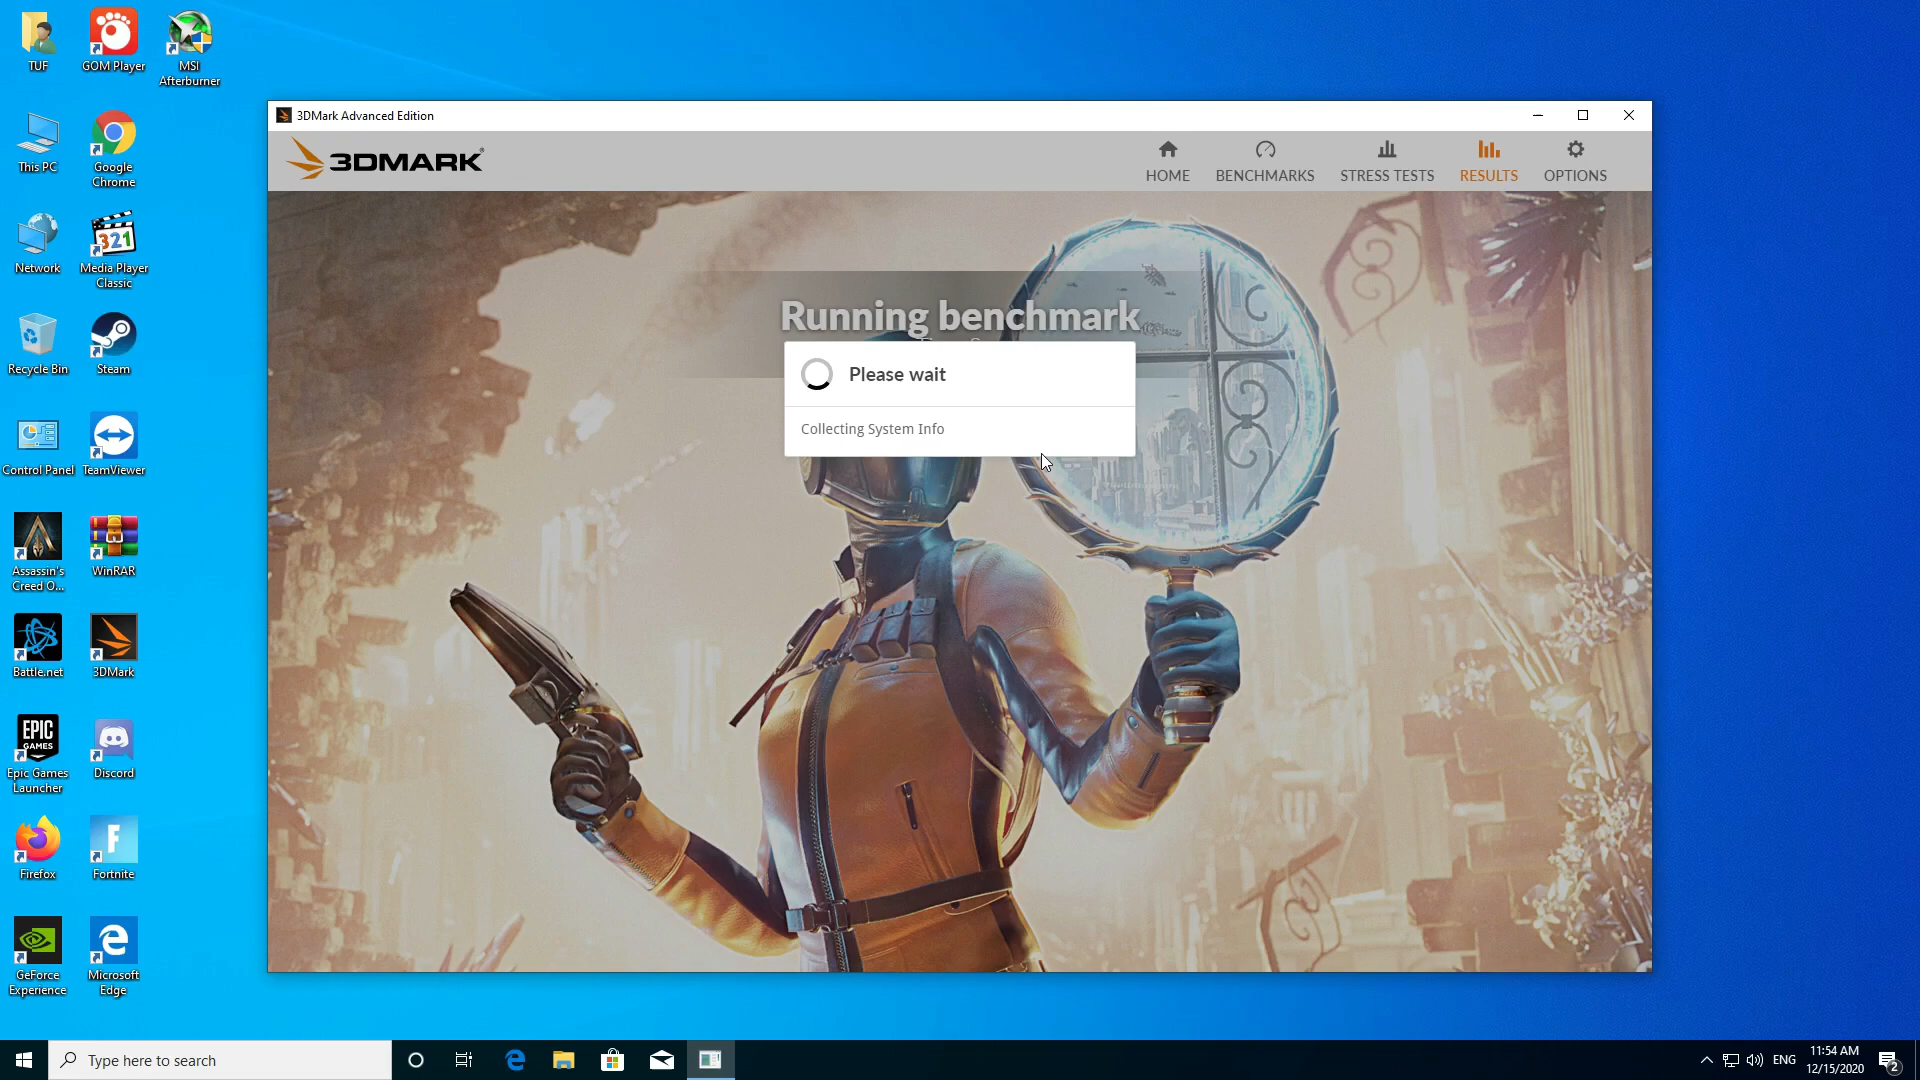 TUF
GOM Player
MSI
Afterburner
This PC
Google
Chrome
Network
321
Media Player
Classic
Recycle Bin
Steam
Control Panel
TeamViewer
Assassin's
Creed O...
WinRAR
Battle.net
3DMark
EPIC
GAMES
Epic Games
Launcher
Discord
Firefox
F
Fortnite
GeForce
Experience
Microsoft
Edge
3DMark Advanced Edition
3DMARK
HOME
BENCHMARKS
STRESS TESTS
RESULTS
OPTIONS
Running benchmark
Please wait
Collecting System Info
Type here to search
ENG
11:54 AM
12/15/2020
2